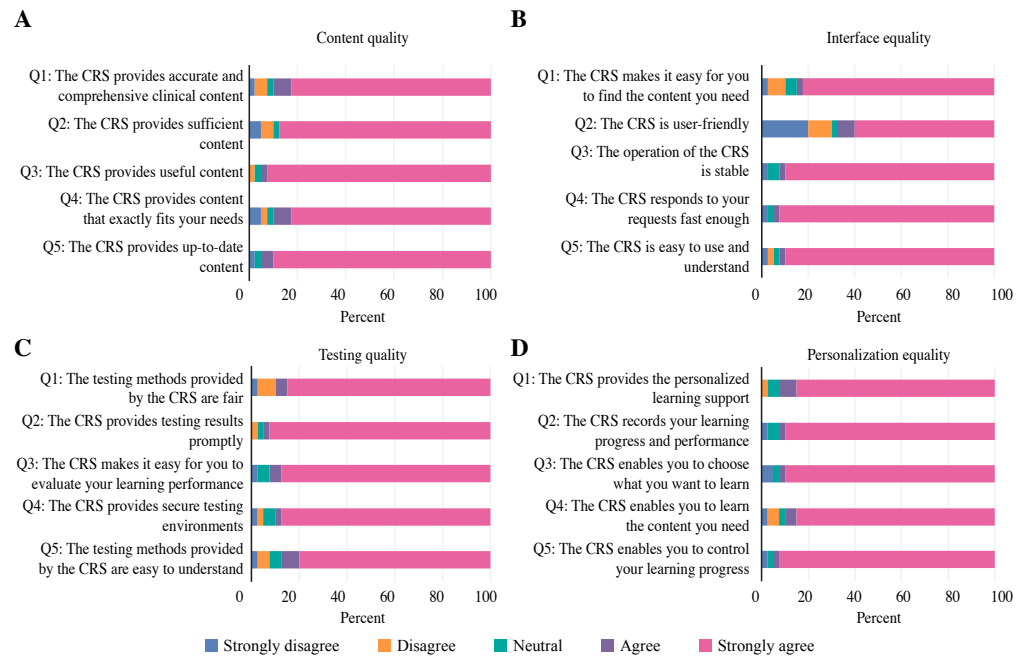 A
Content quality
Q1: The CRS provides accurate and
comprehensive clinical content
Q2: The CRS provides sufficient
content
Q3: The CRS provides useful content
Q4: The CRS provides content
that exactly fits your needs
Q5: The CRS provides up-to-date
content
0 20 40 60 80 100
Percent
B
Interface equality
Q1: The CRS makes it easy for you
to find the content you need
Q2: The CRS is user-friendly
Q3: The operation of the CRS
is stable
Q4: The CRS responds to your
requests fast enough
Q5: The CRS is easy to use and
understand
0 20 40 60 80 100
Percent
C
Testing quality
Q1: The testing methods provided
by the CRS are fair
Q2: The CRS provides testing results
promptly
Q3: The CRS makes it easy for you to
evaluate your learning performance
Q4: The CRS provides secure testing
environments
Q5: The testing methods provided
by the CRS are easy to understand
0 20 40 60 80 100
Percent
D
Personalization equality
Q1: The CRS provides the personalized
learning support
Q2: The CRS records your learning
progress and performance
Q3: The CRS enables you to choose
what you want to learn
Q4: The CRS enables you to learn
the content you need
Q5: The CRS enables you to control
your learning progress
0 20 40 60 80 100
Percent
Strongly disagree Disagree Neutral Agree Strongly agree